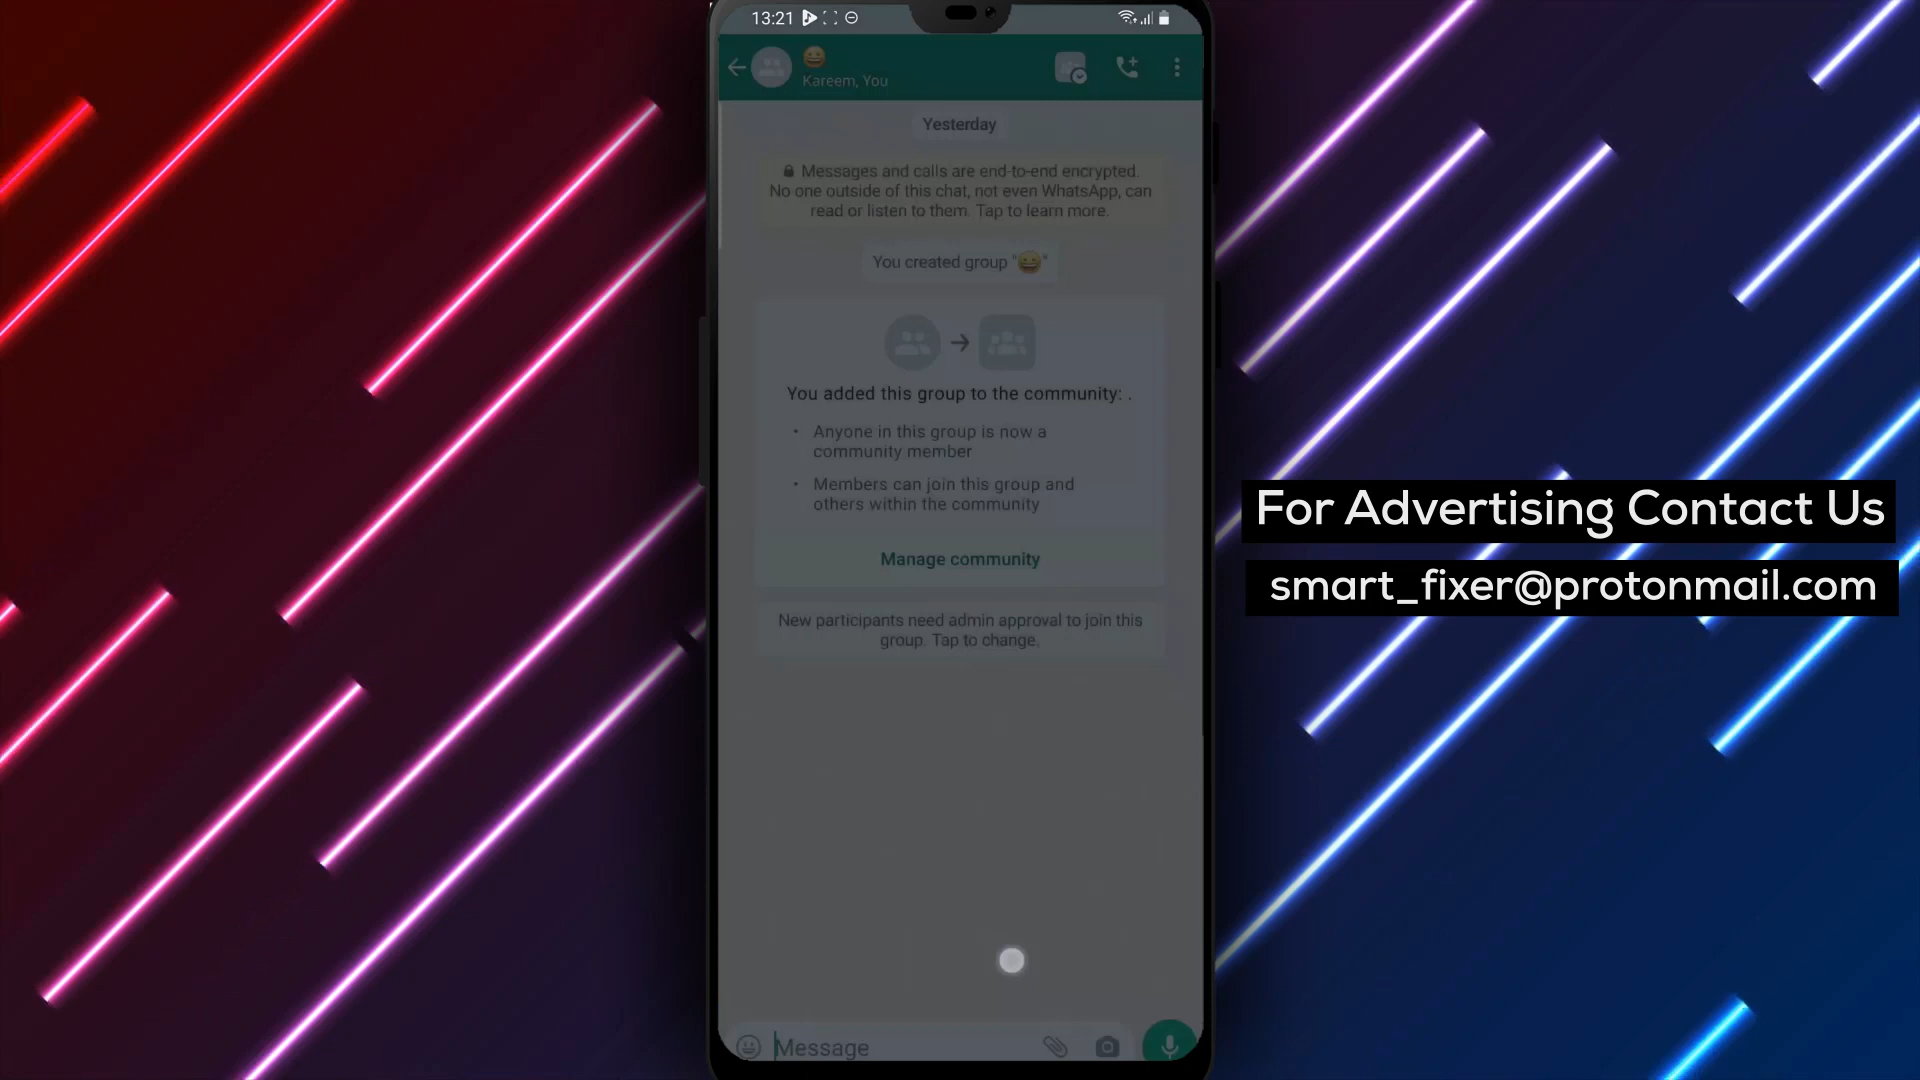 13:21
😀
Kareem, You
Yesterday
Messages and calls are end-to-end encrypted.
No one outside of this chat, not even WhatsApp, can
read or listen to them. Tap to learn more.
You created group "😀"
You added this group to the community: .
• Anyone in this group is now a
community member
• Members can join this group and
others within the community
Manage community
New participants need admin approval to join this
group. Tap to change.
Message
For Advertising Contact Us
smart_fixer@protonmail.com